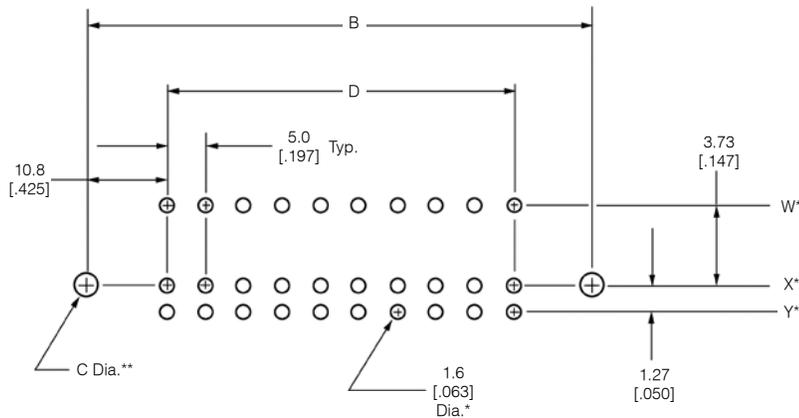 B
D
5.0
[.197]
Typ.
3.73
[.147]
10.8
[.425]
W*
X*
Y*
C Dia.**
1.6
[.063]
Dia.*
1.27
[.050]